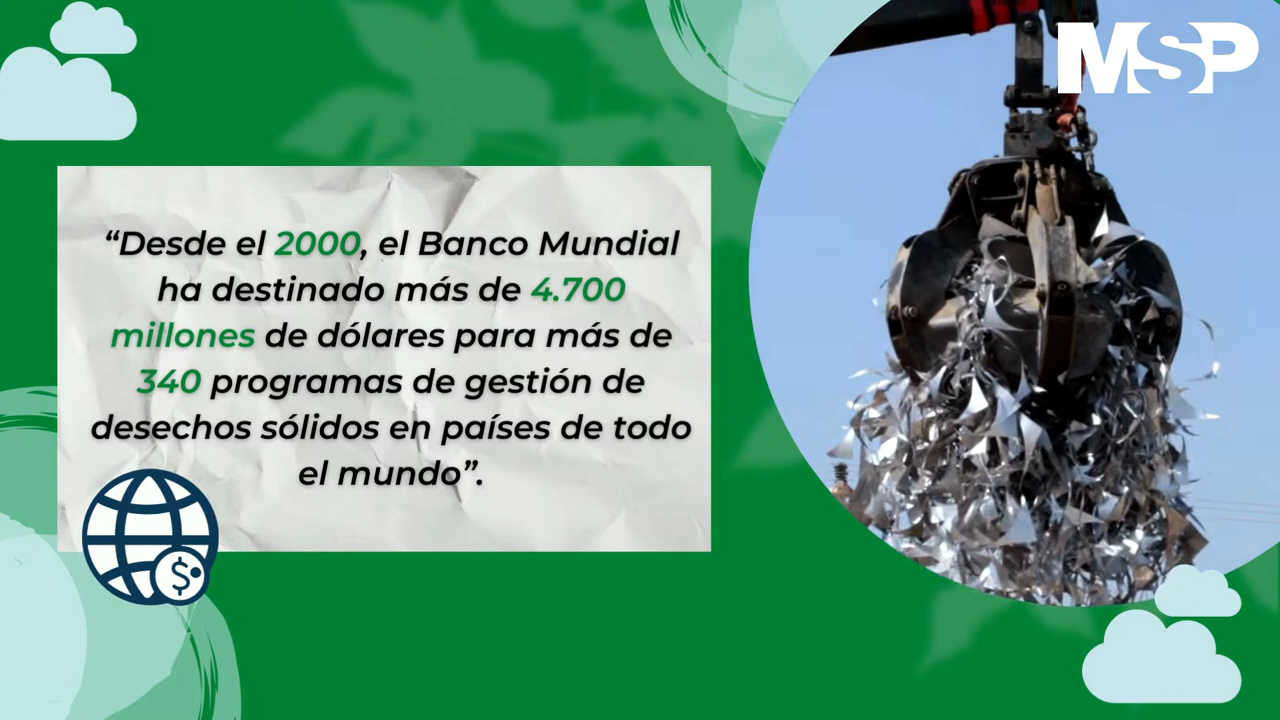 MSP
“Desde el 2000, el Banco Mundial
ha destinado más de 4.700
millones de dólares para más de
340 programas de gestión de
desechos sólidos en países de todo
el mundo”.
$